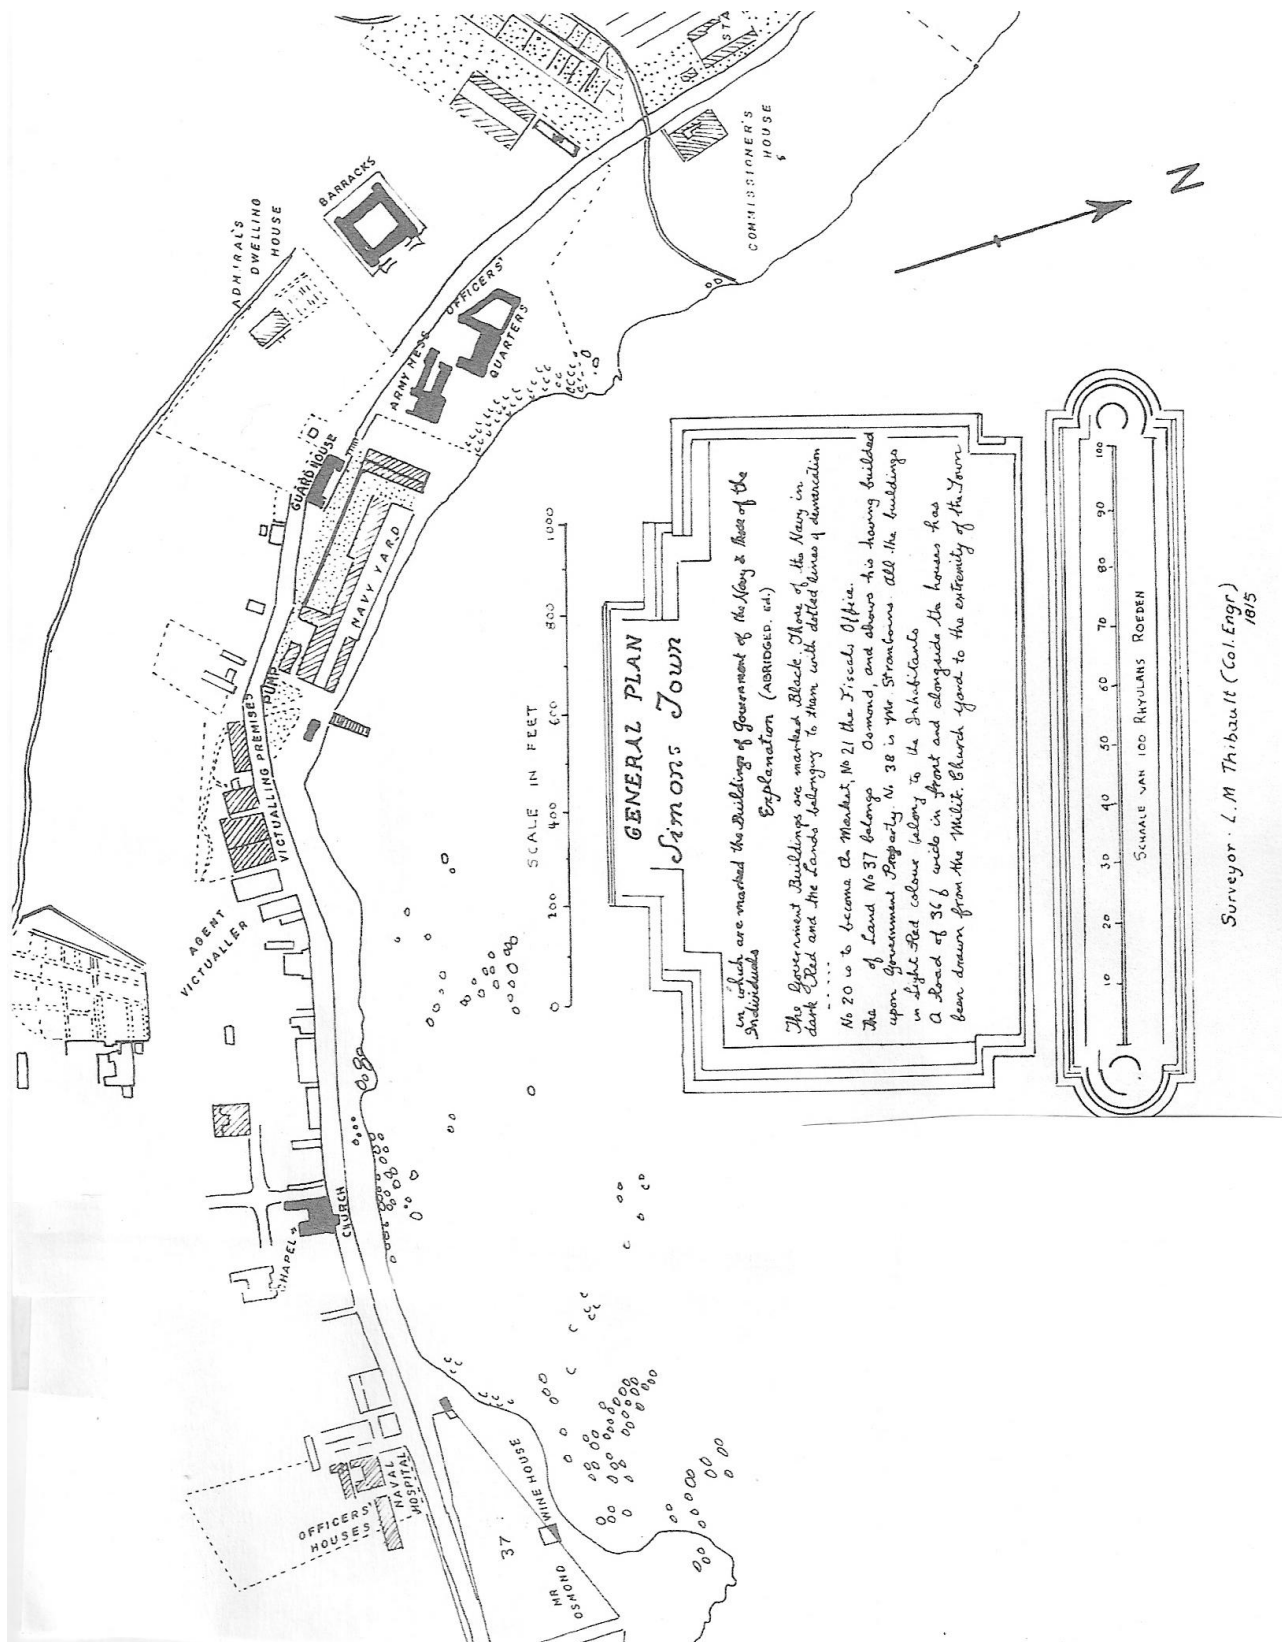 GENERAL PLAN
Simons Town
in which are marked the Buildings of Government of the Navy & those of the
Individuals
Explanation (ABRIDGED. ed.)
The Government Buildings are marked Black. Those of the Navy in
dark Red and the Lands belonging to them with dotted lines of demarcation
.....
No 20 is to become the Market, No 21 the Fiscals Office.
The of Land No 37 belongs Osmond, and shows his having builded
upon Government Property. N. 38 is Mr. Strombouns. All the buildings
in light Red colour belong to the Inhabitants
A Road of 36 f wide in front and alongside the houses has
been drawn from the Milit. Church yard to the extremity of the Town
SCALE IN FEET
0 200 400 600 800 1000
10 20 30 40 50 60 70 80 90 100
SCHAALE VAN 100 RHYULANS ROEDEN
Surveyor. L.M Thibault (Col. Engr)
1815
N
STA
COMMISSIONER'S
HOUSE
BARRACKS
ADMIRAL'S
DWELLING
HOUSE
OFFICERS'
QUARTERS
ARMY MESS
GUARD HOUSE
NAVY YARD
PUMP
VICTUALLING PREMISES
AGENT
VICTUALLER
CHURCH
CHAPEL
NAVAL
HOSPITAL
OFFICERS'
HOUSES
WINE HOUSE
37
MR
OSMOND